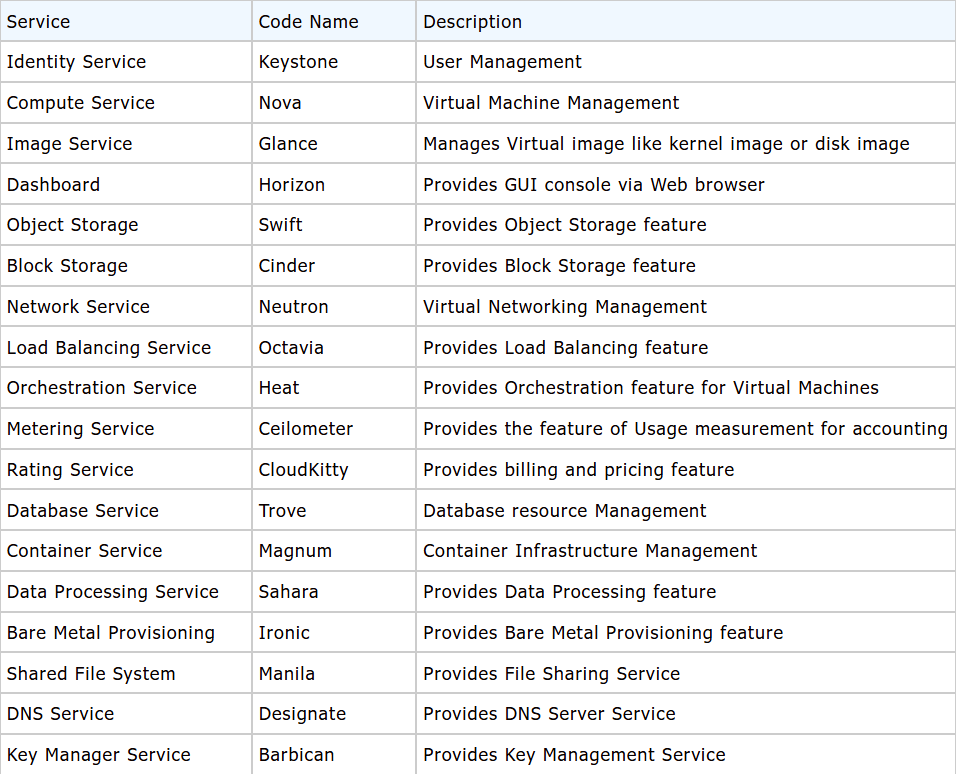 Service Code Name Description
Identity Service Keystone User Management
Compute Service Nova Virtual Machine Management
Image Service Glance Manages Virtual image like kernel image or disk image
Dashboard Horizon Provides GUI console via Web browser
Object Storage Swift Provides Object Storage feature
Block Storage Cinder Provides Block Storage feature
Network Service Neutron Virtual Networking Management
Load Balancing Service Octavia Provides Load Balancing feature
Orchestration Service Heat Provides Orchestration feature for Virtual Machines
Metering Service Ceilometer Provides the feature of Usage measurement for accounting
Rating Service CloudKitty Provides billing and pricing feature
Database Service Trove Database resource Management
Container Service Magnum Container Infrastructure Management
Data Processing Service Sahara Provides Data Processing feature
Bare Metal Provisioning Ironic Provides Bare Metal Provisioning feature
Shared File System Manila Provides File Sharing Service
DNS Service Designate Provides DNS Server Service
Key Manager Service Barbican Provides Key Management Service